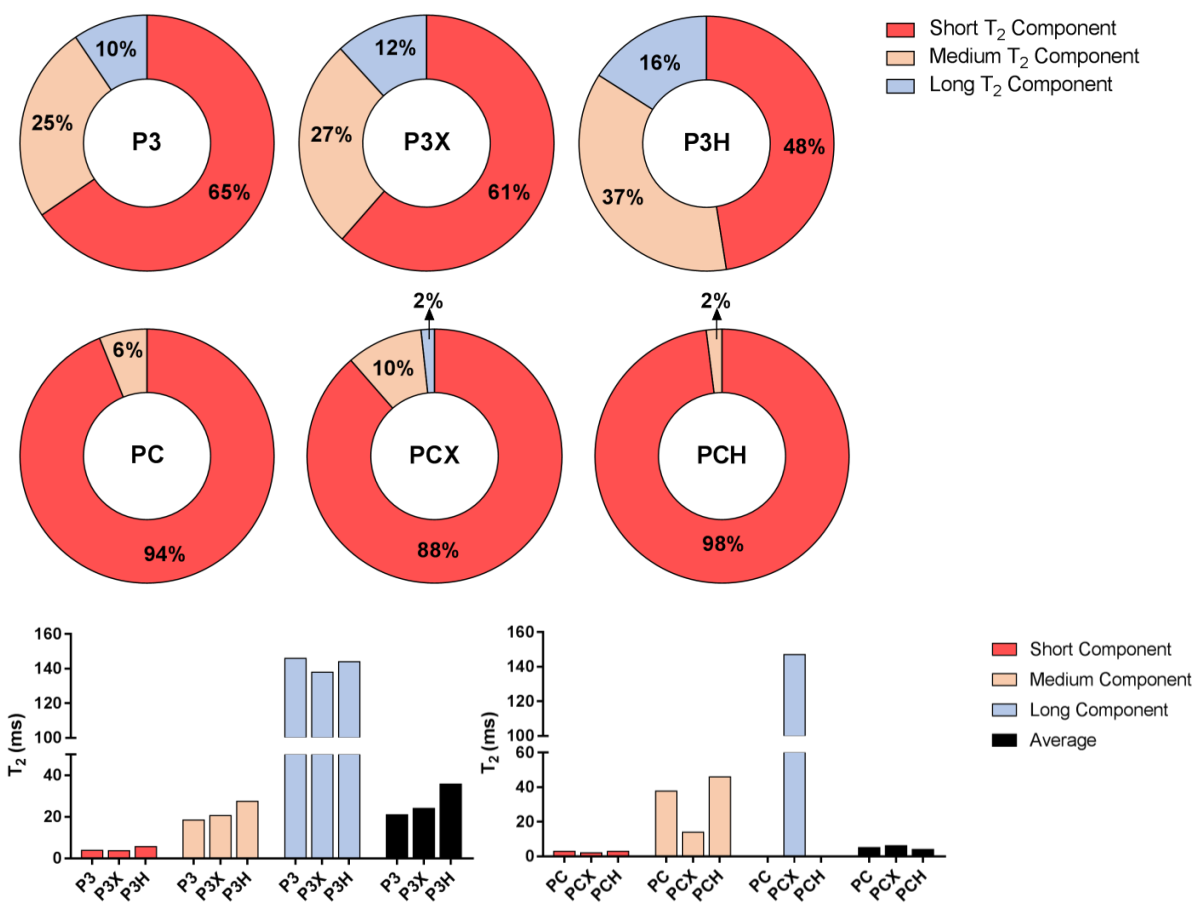 Short T₂ Component
Medium T₂ Component
Long T₂ Component
10%
25%
P3
65%
12%
27%
P3X
61%
16%
37%
P3H
48%
6%
PC
94%
2%
10%
PCX
88%
2%
PCH
98%
T₂ (ms)
160
140
120
100
40
20
0
P3
P3X
P3H
P3
P3X
P3H
P3
P3X
P3H
P3
P3X
P3H
T₂ (ms)
160
140
120
100
60
40
20
0
PC
PCX
PCH
PC
PCX
PCH
PC
PCX
PCH
PC
PCX
PCH
Short Component
Medium Component
Long Component
Average